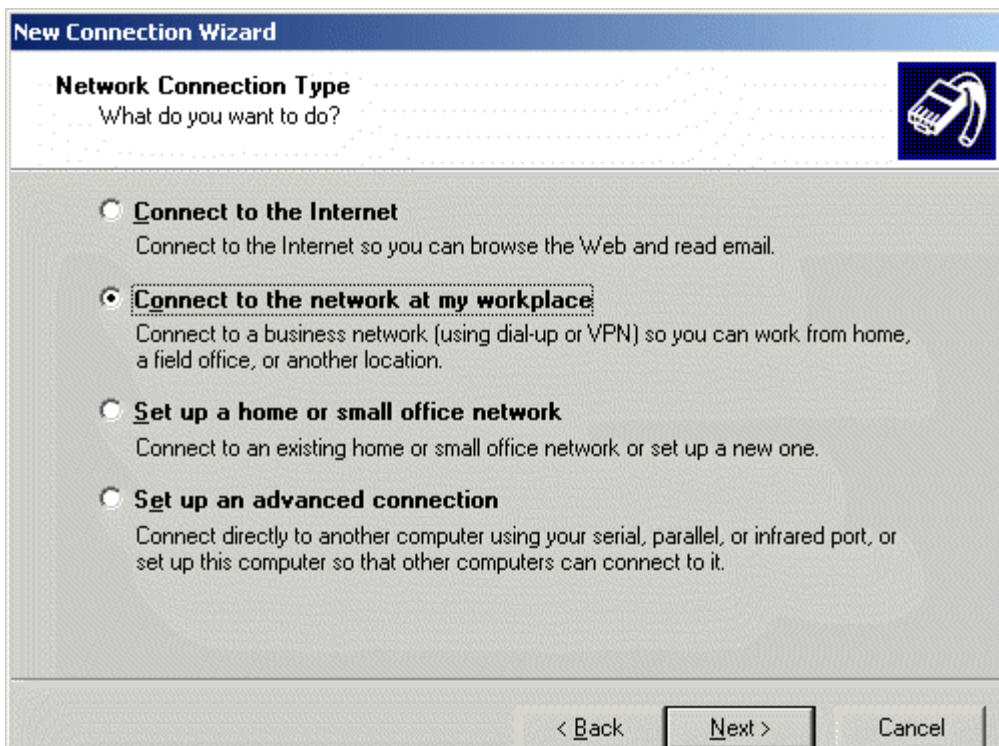 New Connection Wizard
Network Connection Type
What do you want to do?
Connect to the Internet
Connect to the Internet so you can browse the Web and read email.
Connect to the network at my workplace
Connect to a business network (using dial-up or VPN) so you can work from home,
a field office, or another location.
Set up a home or small office network
Connect to an existing home or small office network or set up a new one.
Set up an advanced connection
Connect directly to another computer using your serial, parallel, or infrared port, or
set up this computer so that other computers can connect to it.
< Back Next > Cancel